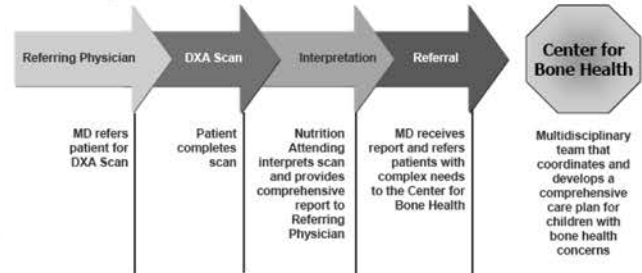 Referring Physician
DXA Scan
Interpretation
Referral
Center for
Bone Health
MD refers
patient for
DXA Scan
Patient
completes
scan
Nutrition
Attending
interprets scan
and provides
comprehensive
report to
Referring
Physician
MD receives
report and refers
patients with
complex needs
to the Center for
Bone Health
Multidisciplinary
team that
coordinates and
develops a
comprehensive
care plan for
children with
bone health
concerns